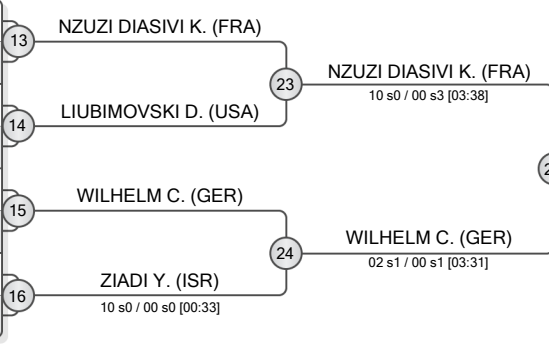 NZUZI DIASIVI K. (FRA)
13
23
NZUZI DIASIVI K. (FRA)
10 s0 / 00 s3 [03:38]
LIUBIMOVSKI D. (USA)
14
WILHELM C. (GER)
15
24
WILHELM C. (GER)
02 s1 / 00 s1 [03:31]
ZIADI Y. (ISR)
16
10 s0 / 00 s0 [00:33]